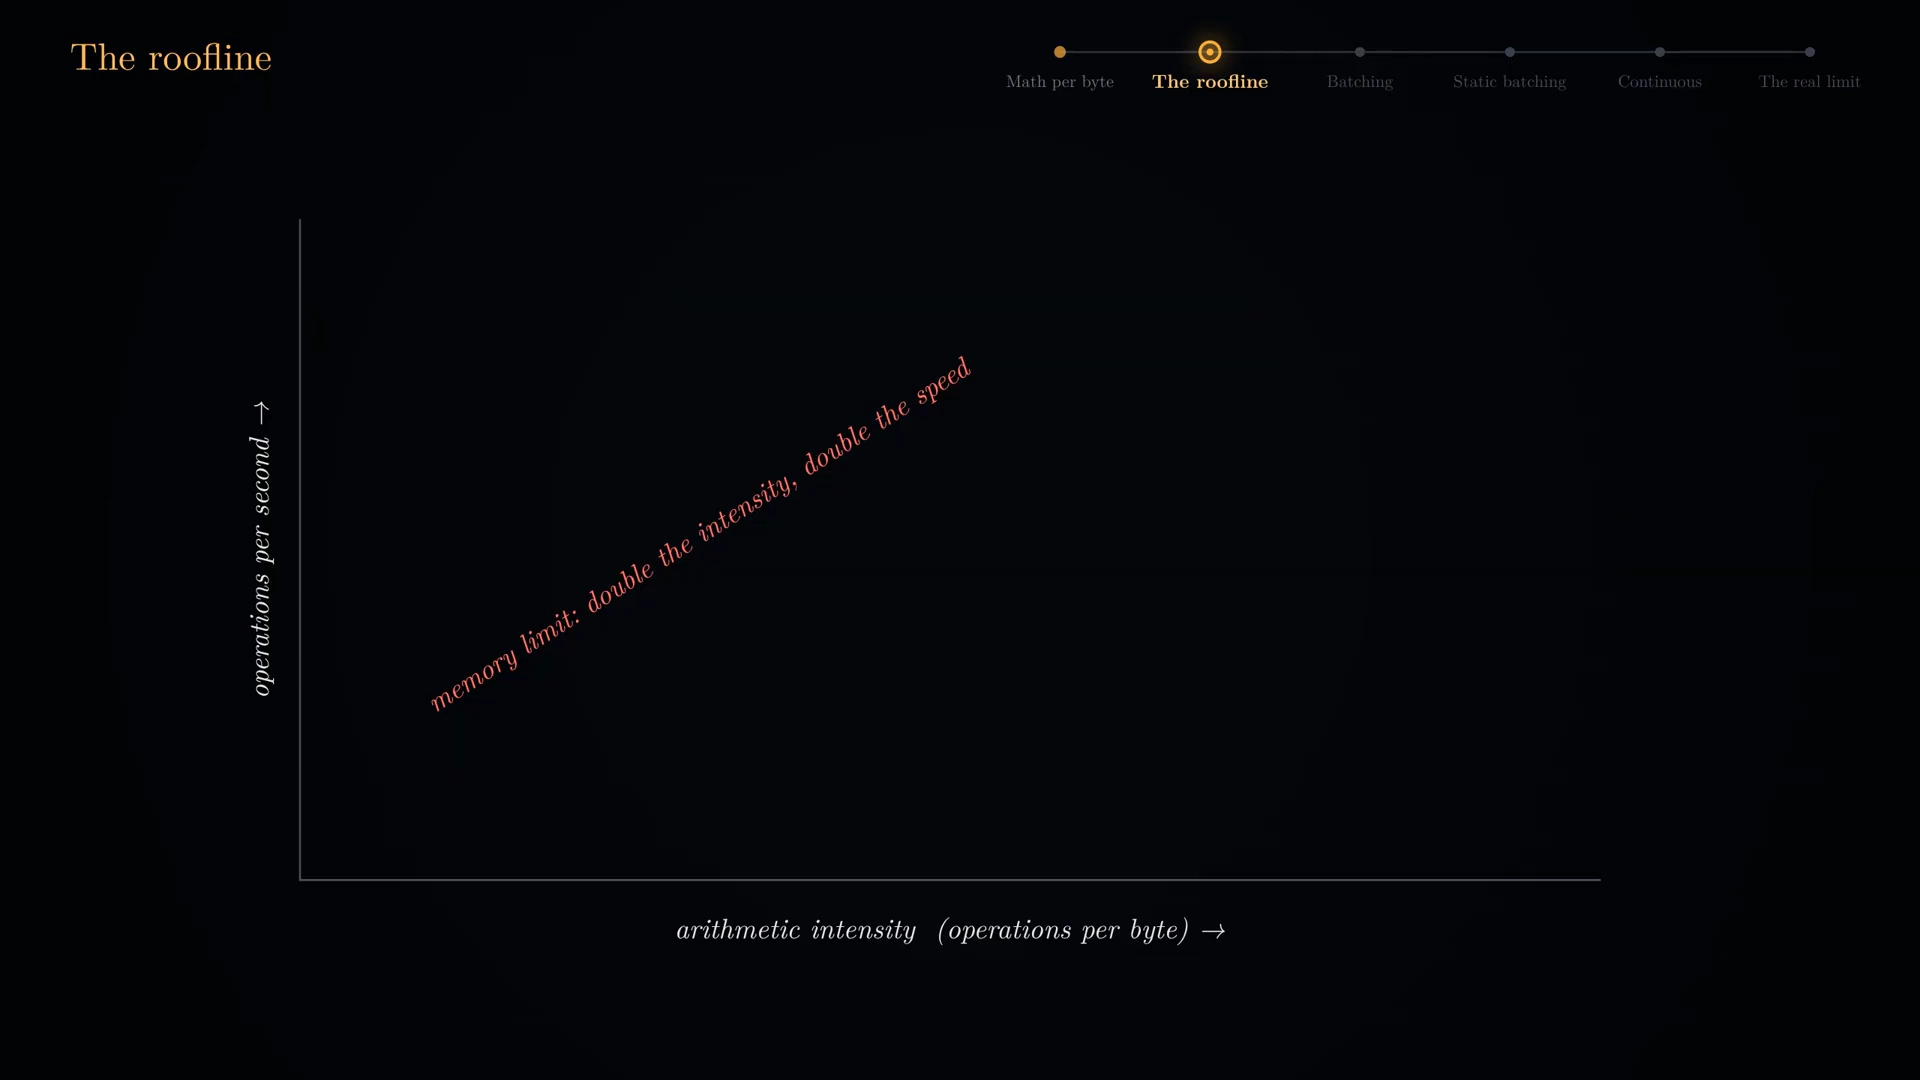 The roofline
Math per byte
The roofline
Batching
Static batching
Continuous
The real limit
operations per second →
memory limit: double the intensity, double the speed
arithmetic intensity (operations per byte) →